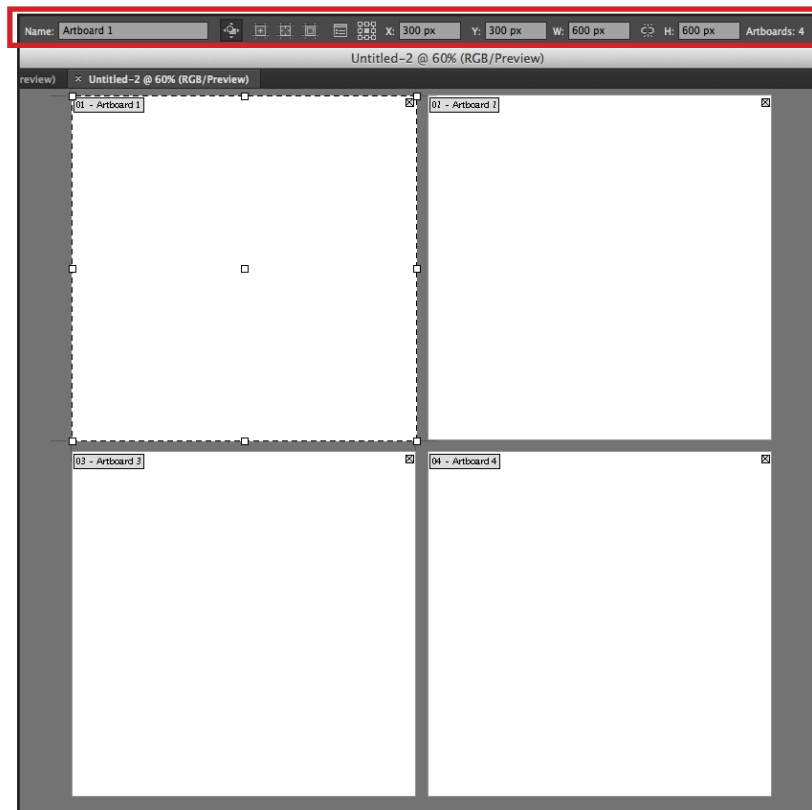 Name: Artboard 1 X: 300 px Y: 300 px W: 600 px H: 600 px Artboards: 4
Untitled-2 @ 60% (RGB/Preview)
review) × Untitled-2 @ 60% (RGB/Preview)
01 - Artboard 1 02 - Artboard 2
03 - Artboard 3 04 - Artboard 4